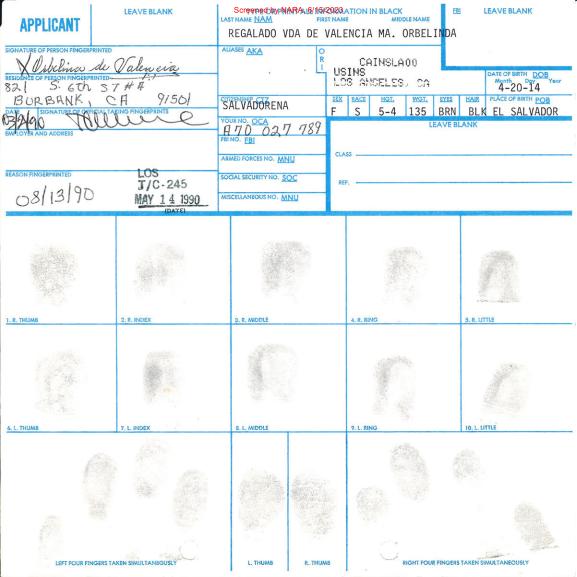 APPLICANT
LEAVE BLANK
TYPE OR PRINT ALL INFORMATION IN BLACK
Screened by NARA, 8/15/2023
FBI LEAVE BLANK
LAST NAME NAM FIRST NAME MIDDLE NAME
REGALADO VDA DE VALENCIA MA. ORBELINDA
SIGNATURE OF PERSON FINGERPRINTED
X Orbelina de Valencia
ALIASES AKA
O R I
CAINSLA00
USINS
LOS ANGELES, CA
RESIDENCE OF PERSON FINGERPRINTED
821 S. 6th ST #4
BURBANK, CA 91501
DATE OF BIRTH DOB
Month Day Year
4-20-14
CITIZENSHIP CTZ
SALVADORENA
SEX RACE HGT. WGT. EYES HAIR PLACE OF BIRTH POB
F S 5-4 135 BRN BLK EL SALVADOR
DATE SIGNATURE OF OFFICIAL TAKING FINGERPRINTS
YOUR NO. OCA
A70 027 789
LEAVE BLANK
EMPLOYER AND ADDRESS
FBI NO. FBI
CLASS
ARMED FORCES NO. MNU
REASON FINGERPRINTED
08/13/90
LOS
J/C-245
MAY 14 1990
(DATE)
SOCIAL SECURITY NO. SOC
REF.
MISCELLANEOUS NO. MNU
1. R. THUMB 2. R. INDEX 3. R. MIDDLE 4. R. RING 5. R. LITTLE
6. L. THUMB 7. L. INDEX 8. L. MIDDLE 9. L. RING 10. L. LITTLE
LEFT FOUR FINGERS TAKEN SIMULTANEOUSLY L. THUMB R. THUMB RIGHT FOUR FINGERS TAKEN SIMULTANEOUSLY